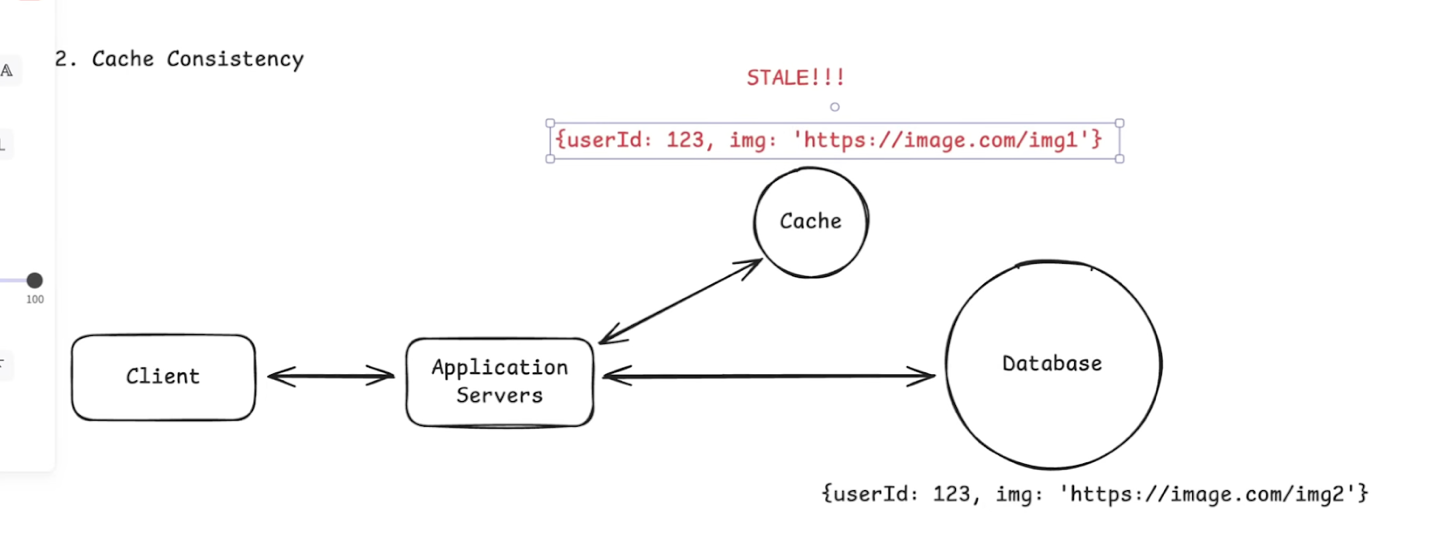 2. Cache Consistency
A
STALE!!!
{userId: 123, img: 'https://image.com/img1'}
Cache
100
Client
Application
Servers
Database
{userId: 123, img: 'https://image.com/img2'}